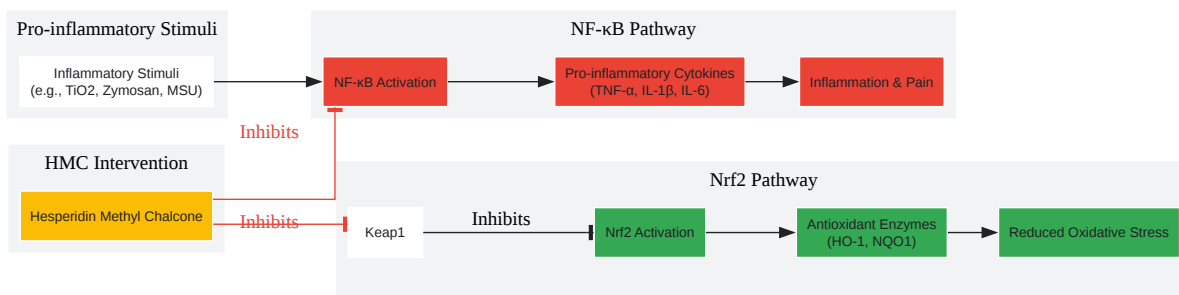 Pro-inflammatory Stimuli
Inflammatory Stimuli
(e.g., TiO2, Zymosan, MSU)
NF-κB Pathway
NF-κB Activation
Pro-inflammatory Cytokines
(TNF-α, IL-1β, IL-6)
Inflammation & Pain
Inhibits
HMC Intervention
Hesperidin Methyl Chalcone
Inhibits
Nrf2 Pathway
Keap1
Inhibits
Nrf2 Activation
Antioxidant Enzymes
(HO-1, NQO1)
Reduced Oxidative Stress